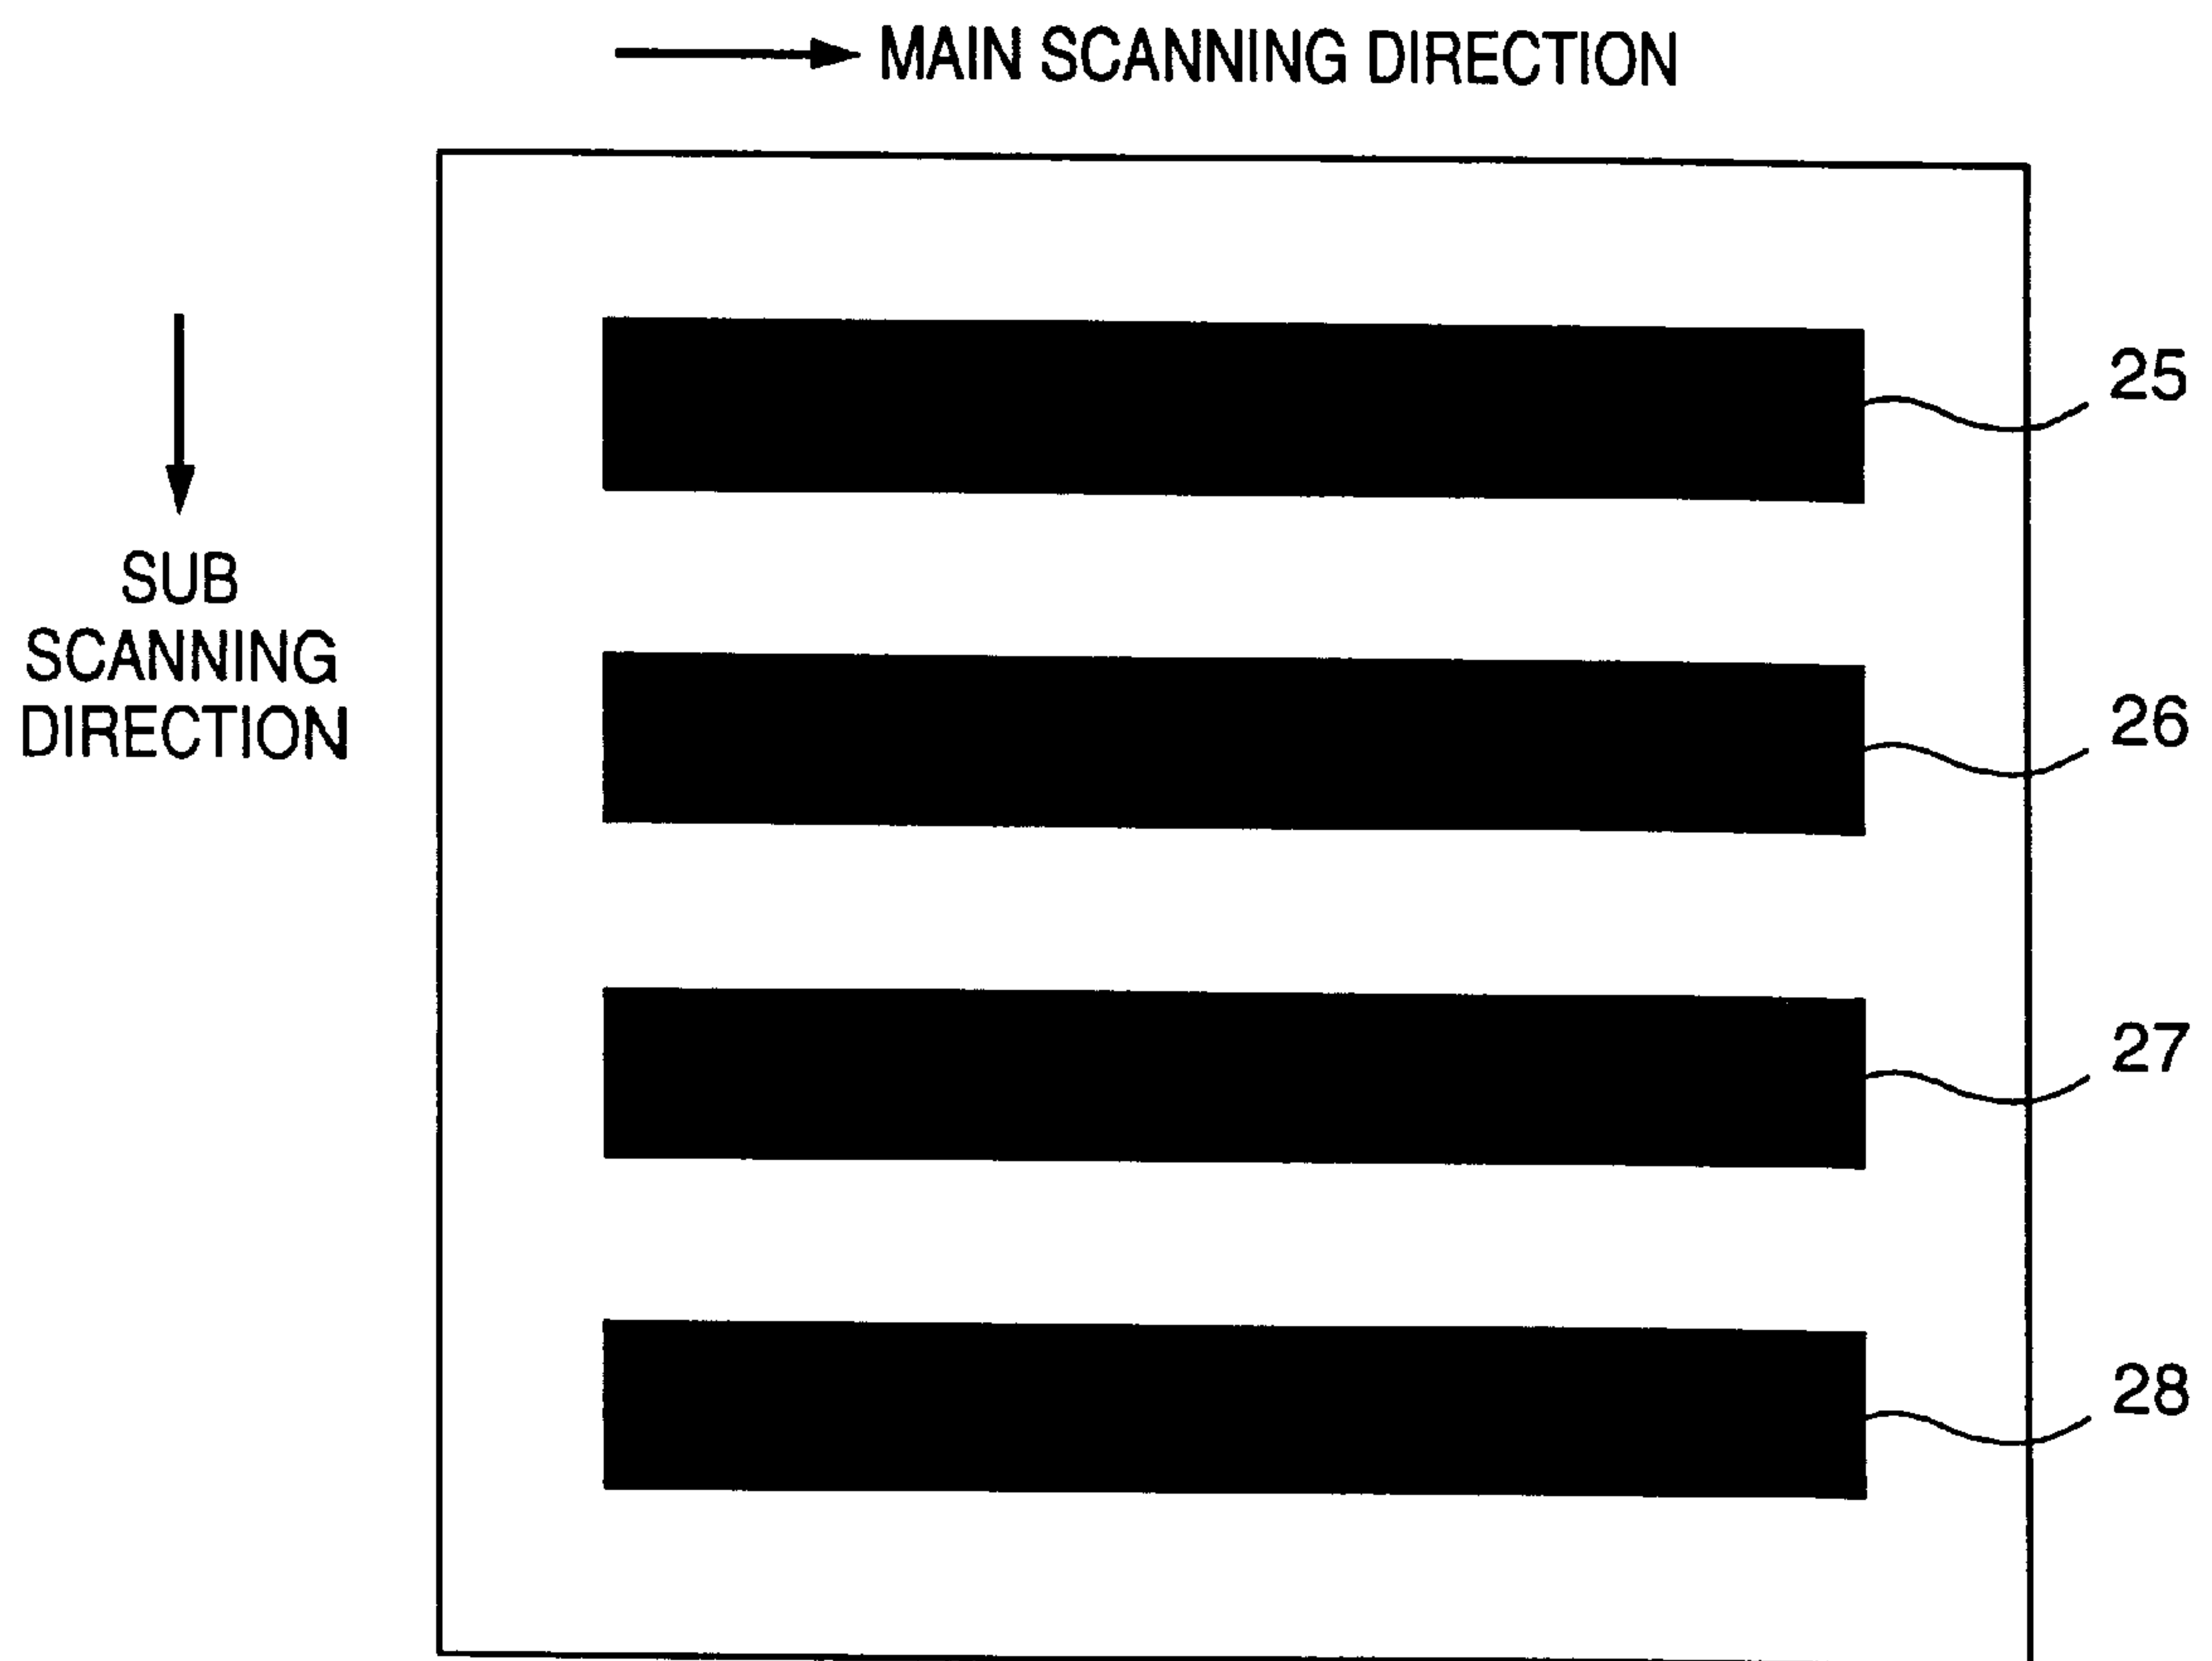 MAIN SCANNING DIRECTION
SUB
SCANNING
DIRECTION
25
26
27
28